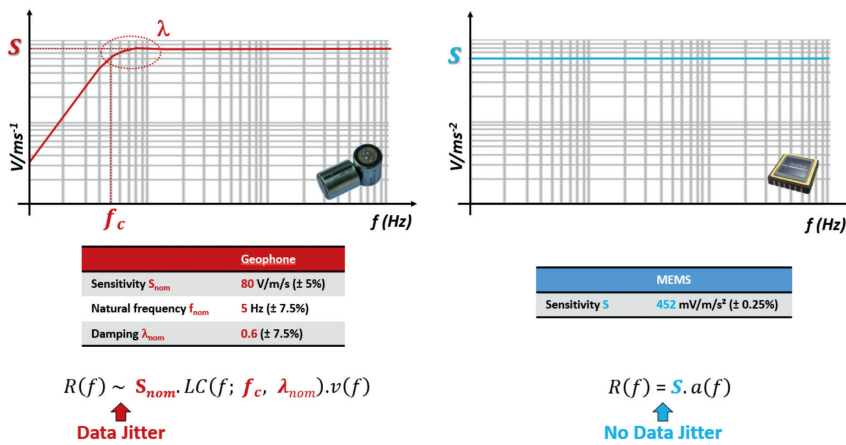 λ
S
V/ms⁻¹
f_c
f (Hz)
S
V/ms⁻²
f (Hz)
Geophone
Sensitivity S_nom 80 V/m/s (± 5%)
Natural frequency f_nom 5 Hz (± 7.5%)
Damping λ_nom 0.6 (± 7.5%)
MEMS
Sensitivity S 452 mV/m/s² (± 0.25%)
R(f) ~ S_nom.LC(f; f_c, λ_nom).v(f)
Data Jitter
R(f) = S.a(f)
No Data Jitter